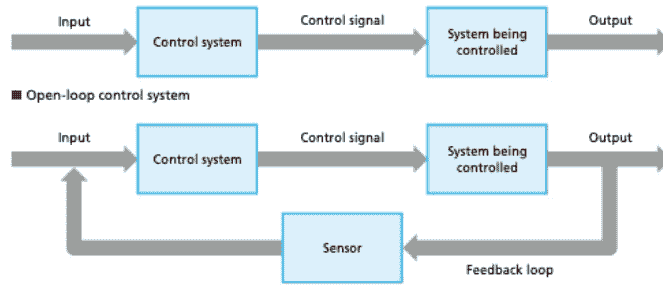 Input
Control system
Control signal
System being
controlled
Output
■ Open-loop control system
Input
Control system
Control signal
System being
controlled
Output
Sensor
Feedback loop